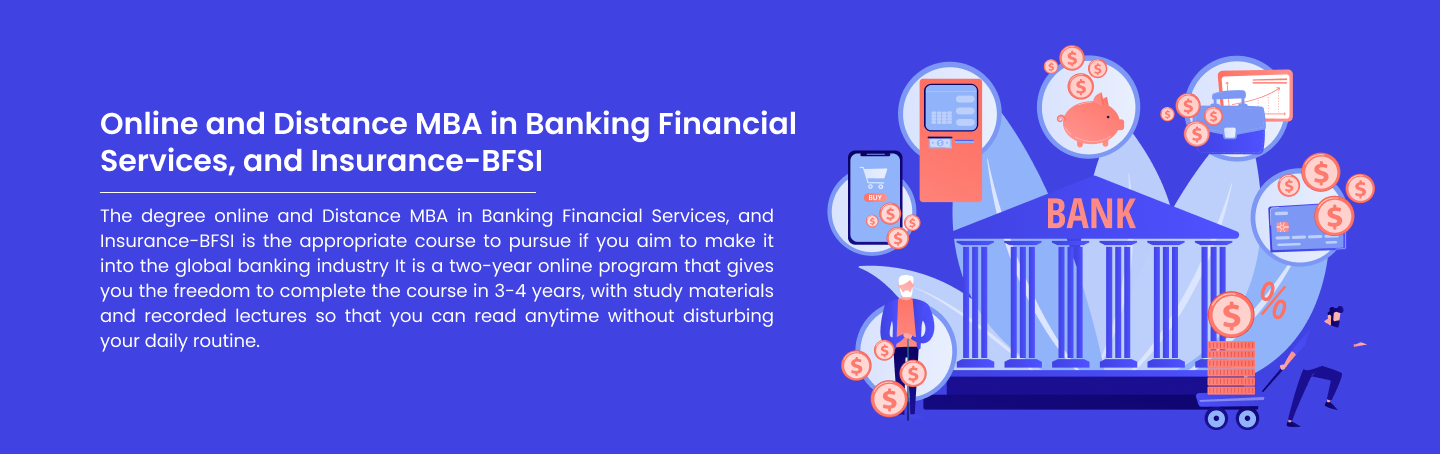 Online and Distance MBA in Banking Financial
Services, and Insurance-BFSI
The degree online and Distance MBA in Banking Financial Services, and
Insurance-BFSI is the appropriate course to pursue if you aim to make it
into the global banking industry It is a two-year online program that gives
you the freedom to complete the course in 3-4 years, with study materials
and recorded lectures so that you can read anytime without disturbing
your daily routine.
BUY
BANK
%